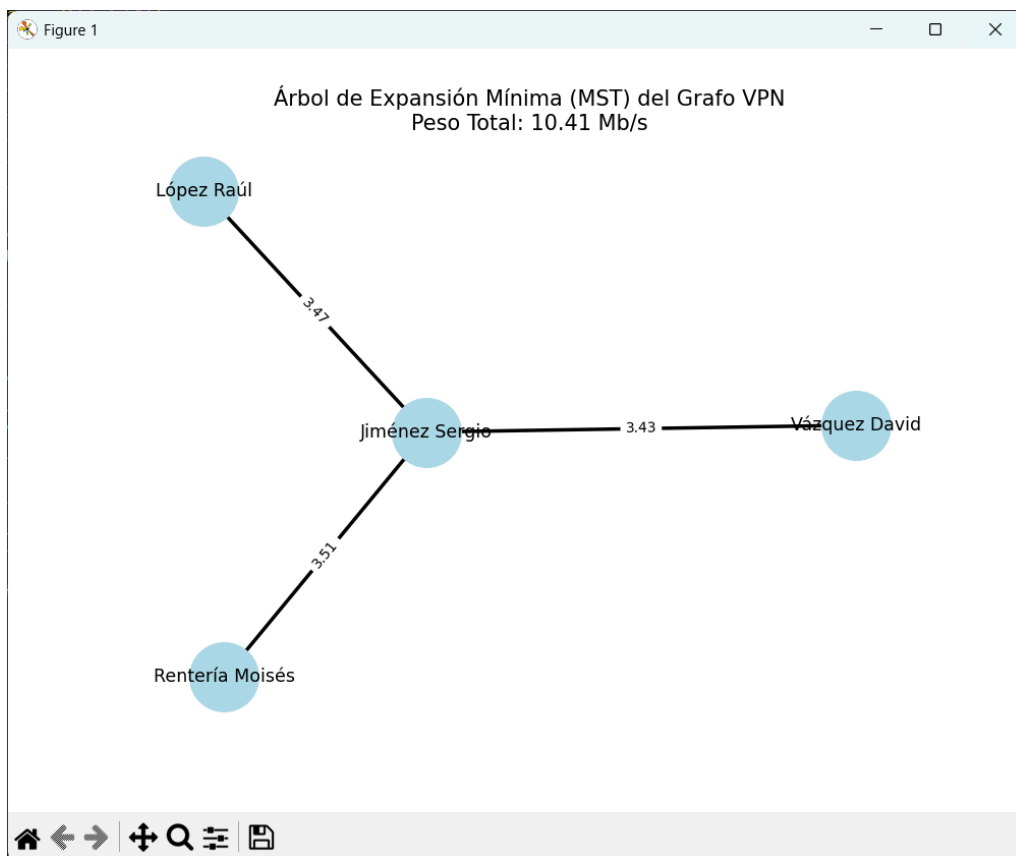 Figure 1
Árbol de Expansión Mínima (MST) del Grafo VPN
Peso Total: 10.41 Mb/s
López Raúl
3.47
Jiménez Sergio
3.43
Vázquez David
3.51
Rentería Moisés